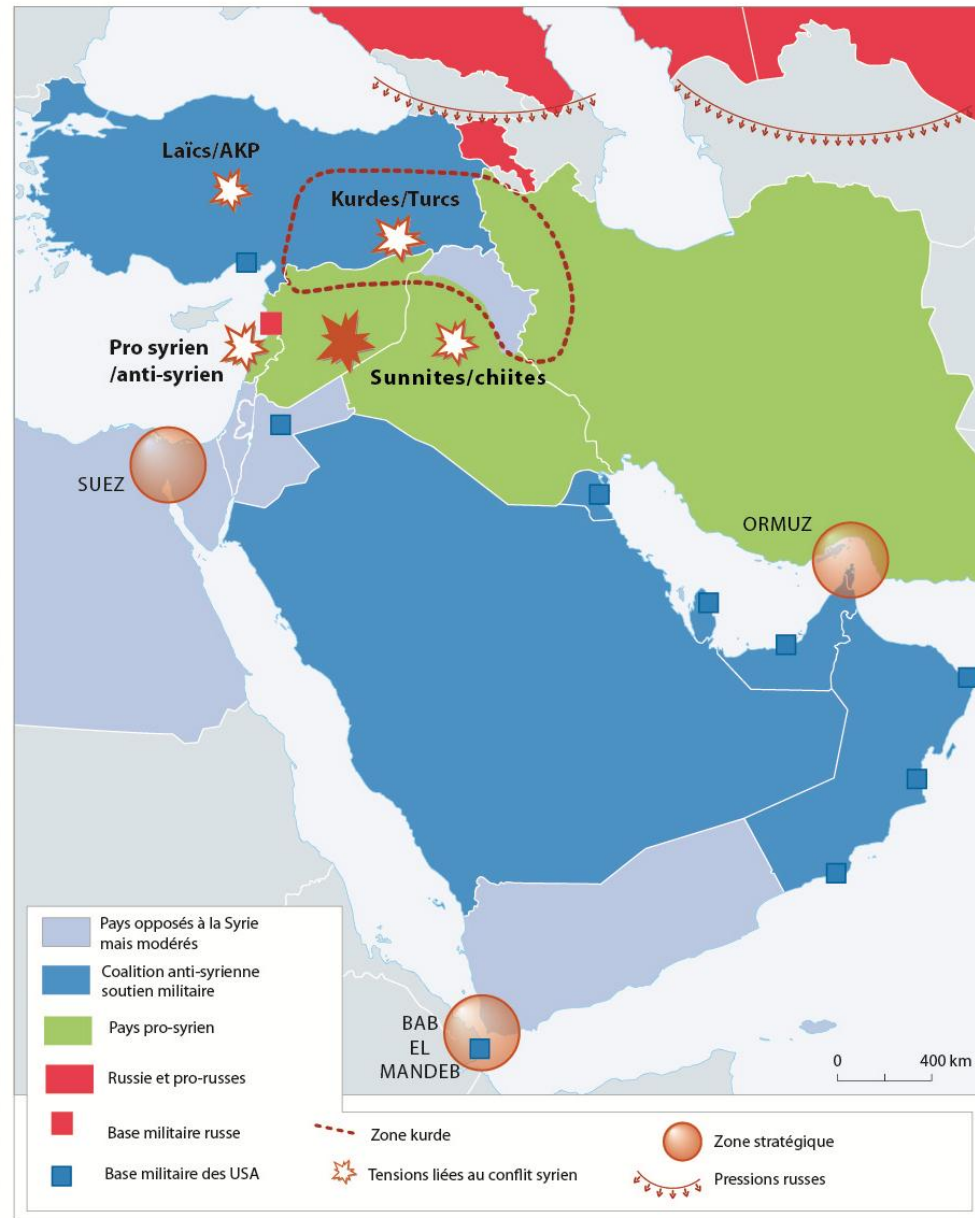 Laïcs/AKP
Kurdes/Turcs
Pro syrien
/anti-syrien
Sunnites/chiites
SUEZ
ORMUZ
BAB
EL
MANDEB
0 400 km
Pays opposés à la Syrie
mais modérés
Coalition anti-syrienne
soutien militaire
Pays pro-syrien
Russie et pro-russes
Base militaire russe
Base militaire des USA
Zone kurde
Tensions liées au conflit syrien
Zone stratégique
Pressions russes